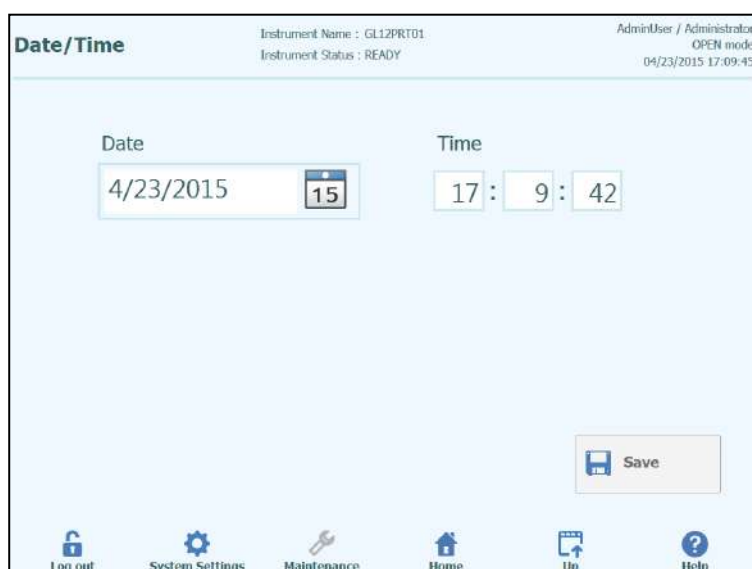 Date/Time
Instrument Name : GL12PRT01
Instrument Status : READY
AdminUser / Administrator
OPEN mode
04/23/2015 17:09:45
Date
Time
4/23/2015
15
17 : 9 : 42
Save
Log out
System Settings
Maintenance
Home
Up
Help